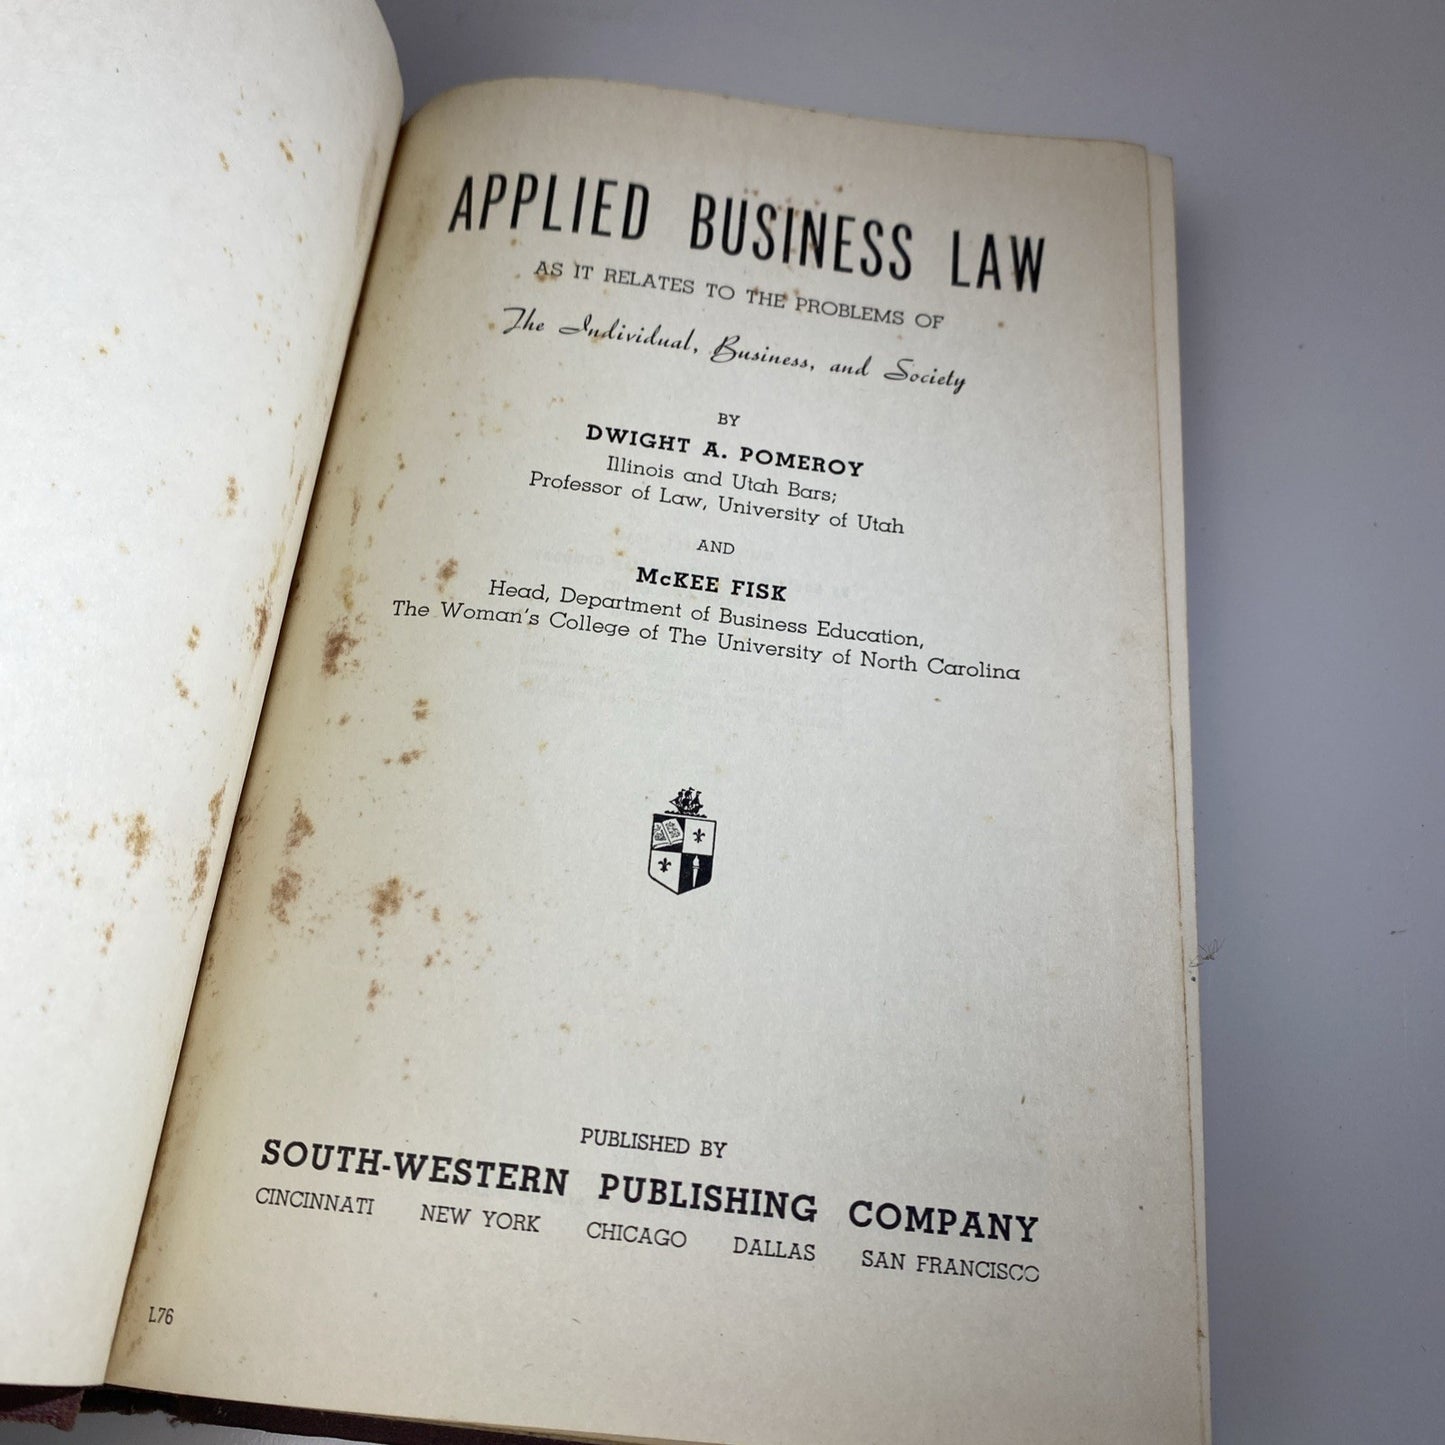 APPLIED BUSINESS LAW
AS IT RELATES TO THE PROBLEMS OF
The Individual, Business, and Society
BY
DWIGHT A. POMEROY
Illinois and Utah Bars;
Professor of Law, University of Utah
AND
McKEE FISK
Head, Department of Business Education,
The Woman's College of The University of North Carolina
PUBLISHED BY
SOUTH-WESTERN PUBLISHING COMPANY
CINCINNATI NEW YORK CHICAGO DALLAS SAN FRANCISCO
L76